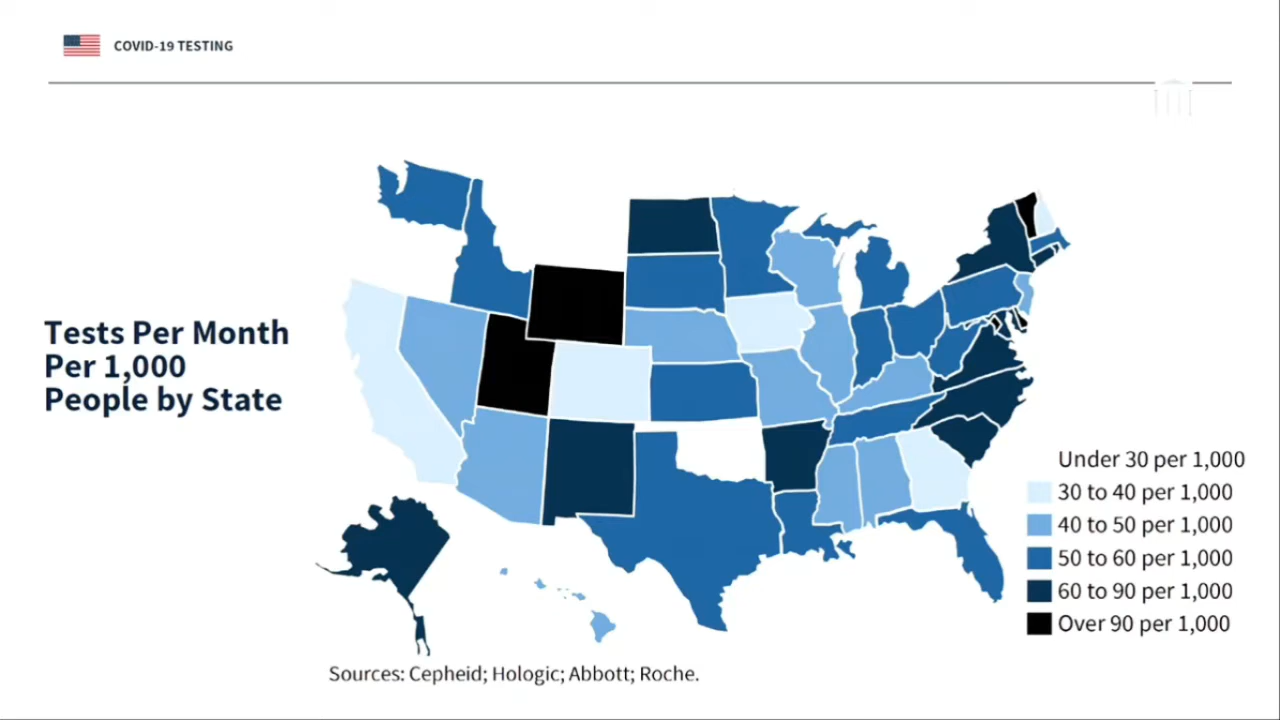 COVID-19 TESTING
Tests Per Month
Per 1,000
People by State
Under 30 per 1,000
30 to 40 per 1,000
40 to 50 per 1,000
50 to 60 per 1,000
60 to 90 per 1,000
Over 90 per 1,000
Sources: Cepheid; Hologic; Abbott; Roche.